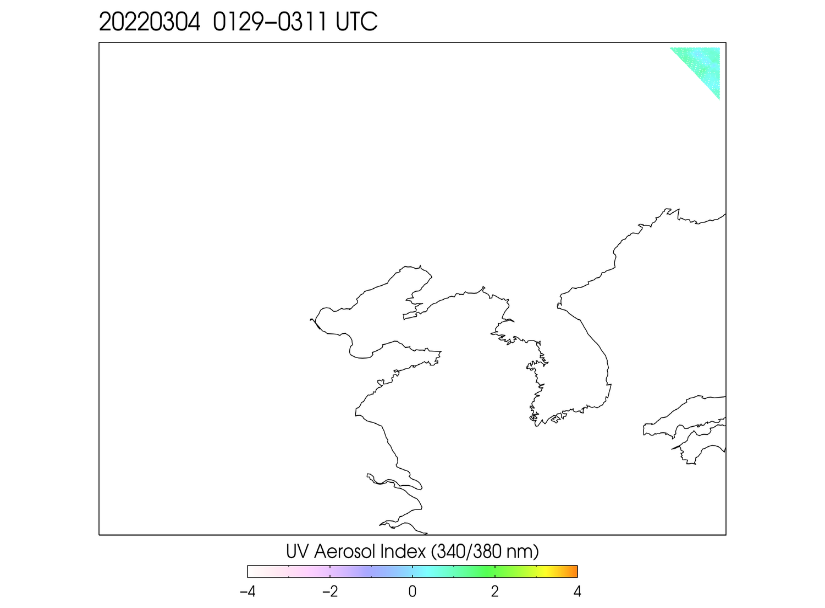 20220304 0129-0311 UTC
UV Aerosol Index (340/380 nm)
-4 -2 0 2 4